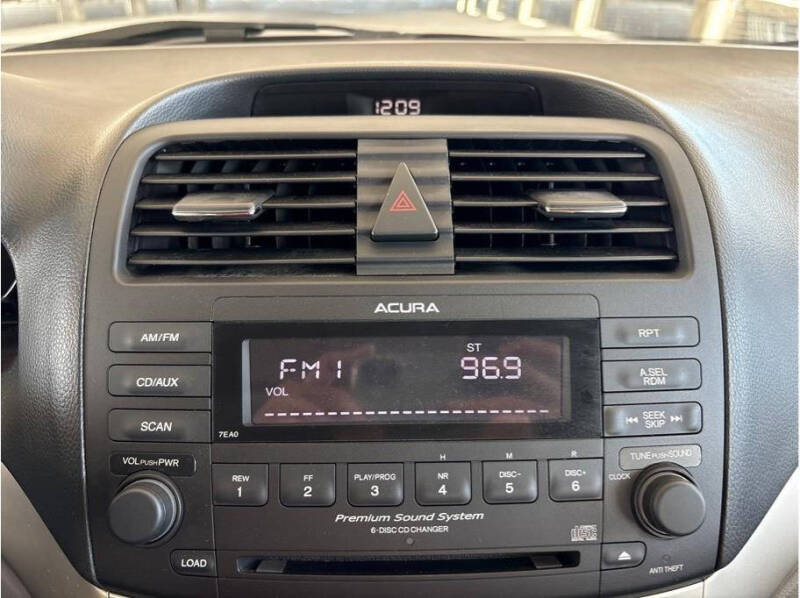 1209
ACURA
AM/FM
RPT
FM1
ST
96.9
VOL
CD/AUX
A.SEL
RDM
SCAN
SEEK
SKIP
7EA0
VOL PUSH PWR
TUNE PUSH SOUND
H M R
REW
1
FF
2
PLAY/PROG
3
NR
4
DISC-
5
DISC+
6
CLOCK
Premium Sound System
6-DISC CD CHANGER
disc
LOAD
ANTI THEFT